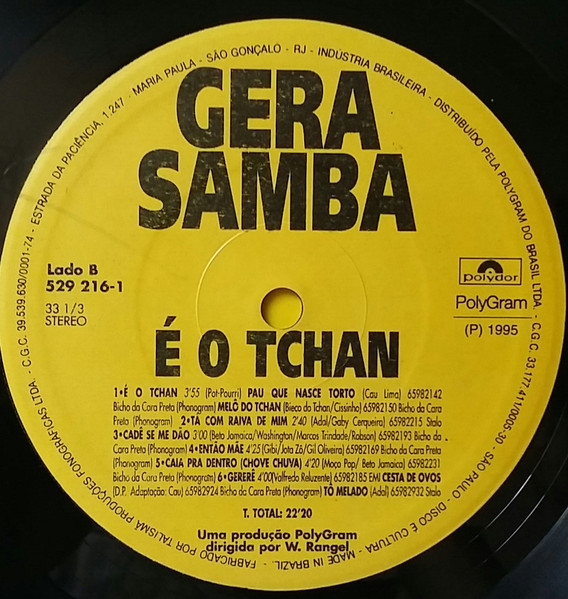 C.G.C. 39.539.630/0001-74 - ESTRADA DA PACIÊNCIA, 1.247 - MARIA PAULA - SÃO GONÇALO - RJ - INDÚSTRIA BRASILEIRA - DISTRIBUÍDO PELA POLYGRAM DO BRASIL LTDA - C.G.C. 33.177.411/0003-30 - SÃO PAULO - DISCO É CULTURA - MADE IN BRAZIL. - FABRICADO POR TALISMÃ PRODUÇÕES FONOGRÁFICAS LTDA -
GERA
SAMBA
Lado B
529 216-1
33 1/3
STEREO
polydor
PolyGram
(P) 1995
É O TCHAN
1•É O TCHAN 3'55 (Pot-Pourri) PAU QUE NASCE TORTO (Cau Lima) 65982142
Bicho da Cara Preta (Phonogram) MELÔ DO TCHAN (Bieco do Tchan/Cissinho) 65982150 Bicho da
Cara Preta (Phonogram) 2•TÁ COM RAIVA DE MIM 2'40 (Adal/Gaby Cerqueira) 65982215 Stalo
3•CADÊ SE ME DÃO 3'00 (Beto Jamaica/Washington/Marcos Trindade/Robson) 65982193 Bicho da
Cara Preta (Phonogram) 4•ENTÃO MÃE 4'25 (Gibi/Jota Zô/Gil Oliveira) 65982169 Bicho da Cara Preta
(Phonogram) 5•CAIA PRA DENTRO (CHOVE CHUVA) 4'20 (Moço Pop/ Beto Jamaica) 65982231
Bicho da Cara Preta (Phonogram) 6•GERERÊ 4'00 (Valfredo Reluzente) 65982185 EMI CESTA DE OVOS
(D.P. Adaptação: Cau) 65982924 Bicho da Cara Preta (Phonogram) TÔ MELADO (Adal) 65982932 Stalo
T. TOTAL: 22'20
Uma produção PolyGram
dirigida por W. Rangel